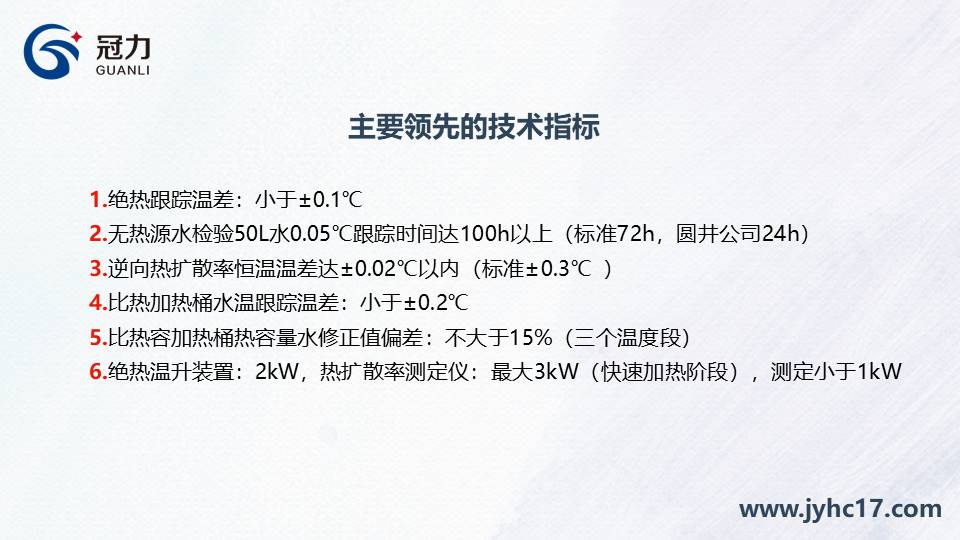 冠力
GUANLI
主要领先的技术指标
1.绝热跟踪温差：小于±0.1℃
2.无热源水检验50L水0.05℃跟踪时间达100h以上（标准72h，圆井公司24h）
3.逆向热扩散率恒温温差达±0.02℃以内（标准±0.3℃ ）
4.比热加热桶水温跟踪温差：小于±0.2℃
5.比热容加热桶热容量水修正值偏差：不大于15%（三个温度段）
6.绝热温升装置：2kW，热扩散率测定仪：最大3kW（快速加热阶段），测定小于1kW
www.jyhc17.com